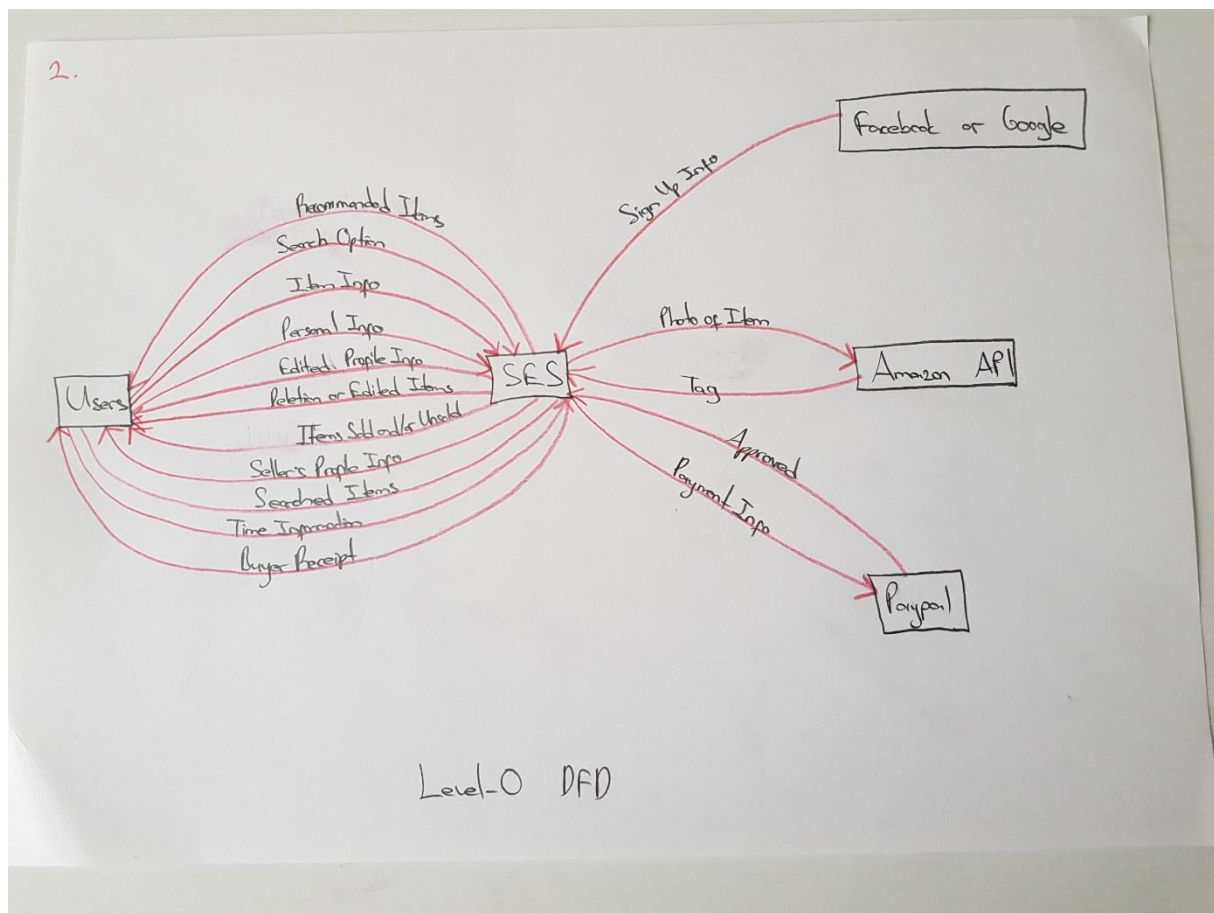 2.
Facebook or Google
Sign Up Info
Recommended Items
Search Option
Item Info
Personal Info
Edited Profile Info
Deletion or Edited Items
Items Sold and/or Unsold
Seller's Profile Info
Searched Items
Time Information
Buyer Receipt
Users
SES
Photo of Item
Tag
Amazon API
Approved
Payment Info
Paypal
Level-0 DFD